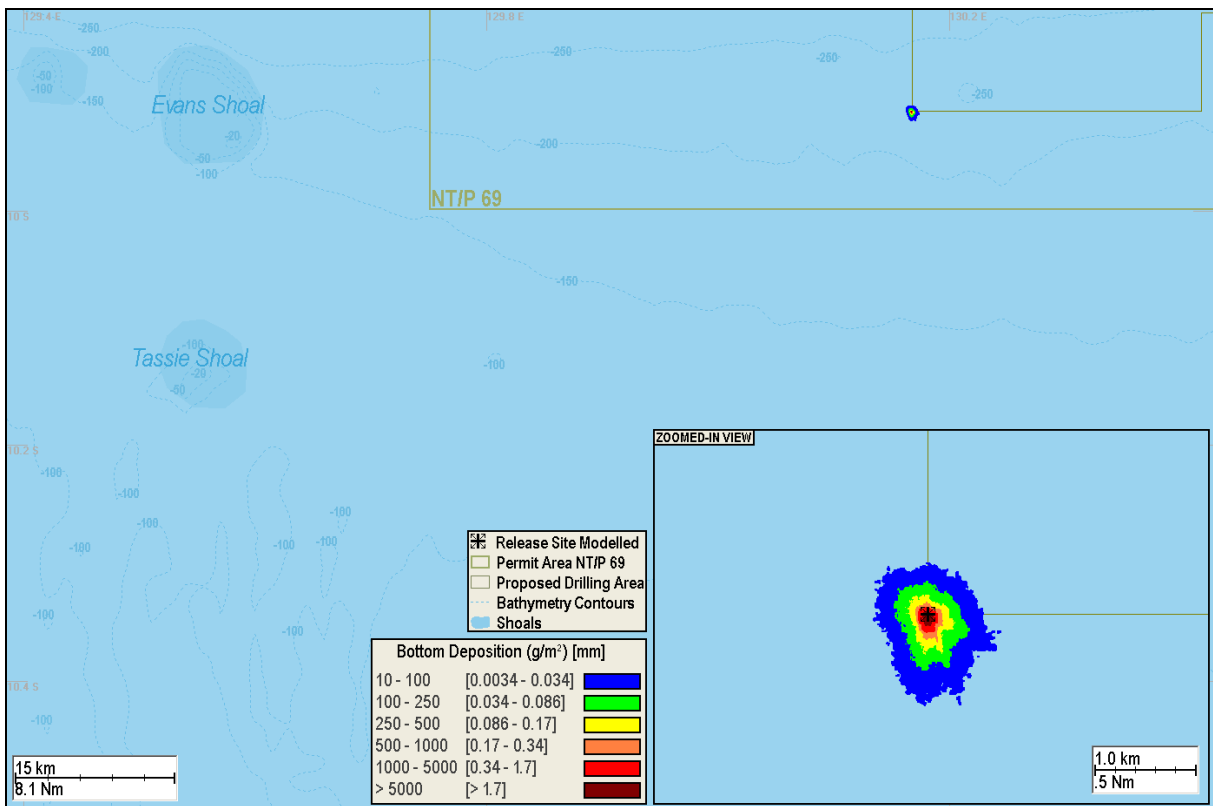 129.4 E
129.8 E
130.2 E
-250
-200
-50
-100
-150
Evans Shoal
-20
-50
-100
-250
-250
-250
-200
NT/P 69
10 S
-150
-100
Tassie Shoal
-20
-50
-100
10.2 S
-100
-100
-100
-100
-100
-100
-100
-100
-100
10.4 S
-100
Release Site Modelled
Permit Area NT/P 69
Proposed Drilling Area
Bathymetry Contours
Shoals
Bottom Deposition (g/m²) [mm]
10 - 100 [0.0034 - 0.034]
100 - 250 [0.034 - 0.086]
250 - 500 [0.086 - 0.17]
500 - 1000 [0.17 - 0.34]
1000 - 5000 [0.34 - 1.7]
> 5000 [> 1.7]
ZOOMED-IN VIEW
15 km
8.1 Nm
1.0 km
.5 Nm